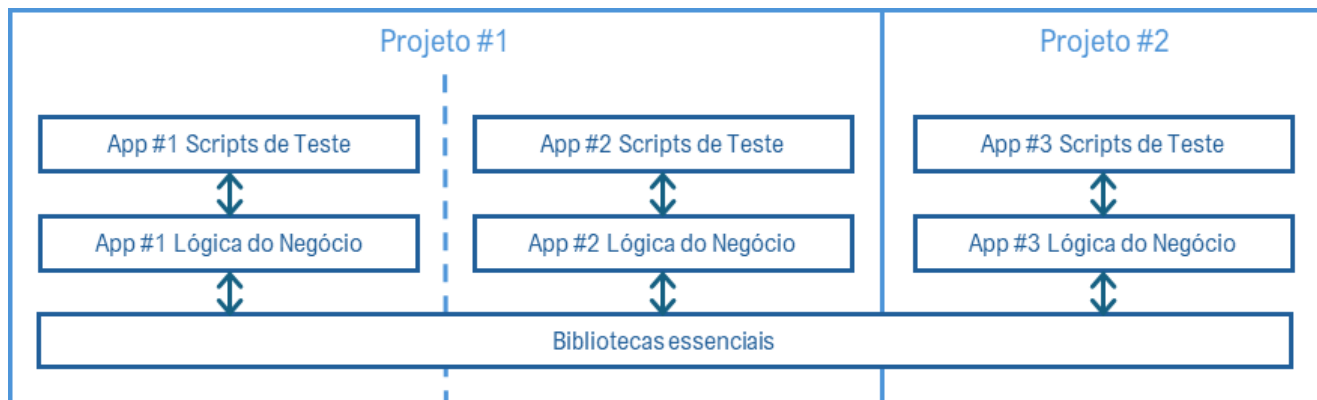 Projeto #1
Projeto #2
App #1 Scripts de Teste
App #2 Scripts de Teste
App #3 Scripts de Teste
App #1 Lógica do Negócio
App #2 Lógica do Negócio
App #3 Lógica do Negócio
Bibliotecas essenciais